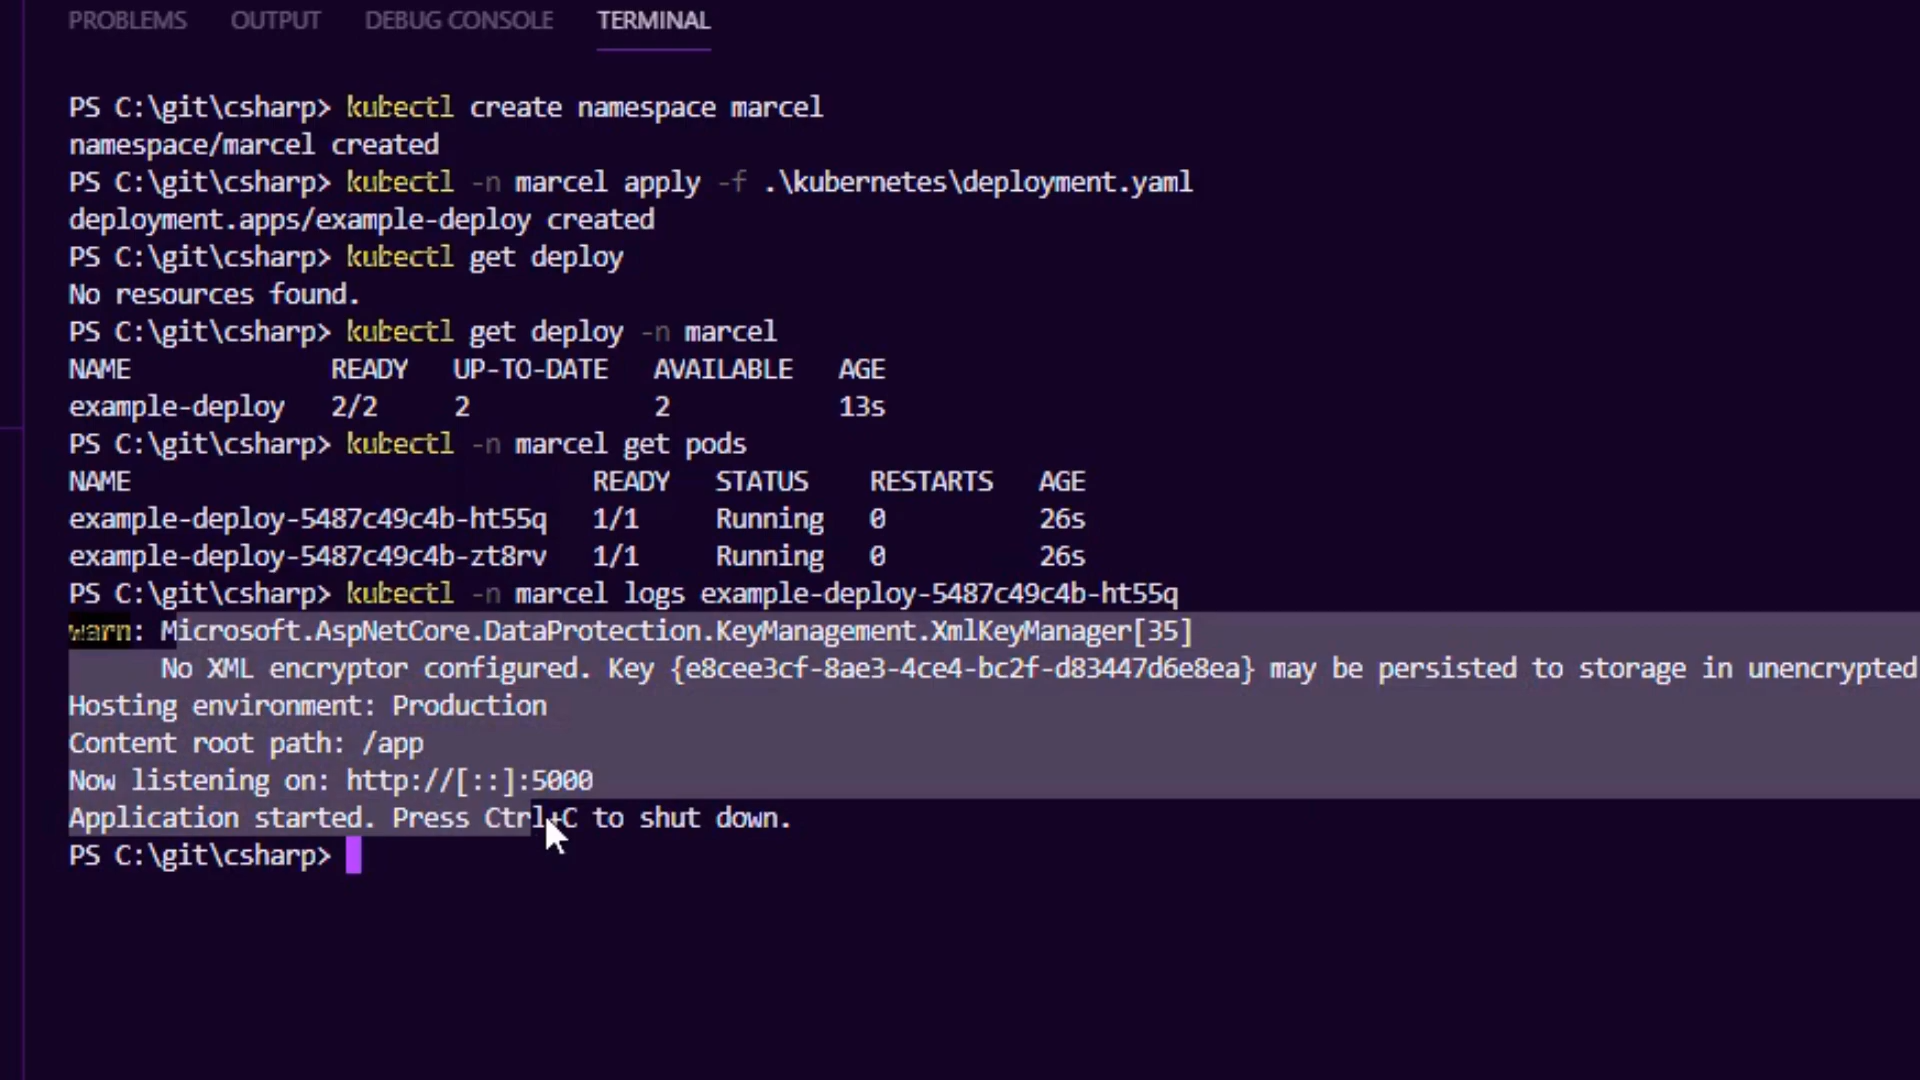 PROBLEMS OUTPUT DEBUG CONSOLE TERMINAL
PS C:\git\csharp> kubectl create namespace marcel
namespace/marcel created
PS C:\git\csharp> kubectl -n marcel apply -f .\kubernetes\deployment.yaml
deployment.apps/example-deploy created
PS C:\git\csharp> kubectl get deploy
No resources found.
PS C:\git\csharp> kubectl get deploy -n marcel
NAME READY UP-TO-DATE AVAILABLE AGE
example-deploy 2/2 2 2 13s
PS C:\git\csharp> kubectl -n marcel get pods
NAME READY STATUS RESTARTS AGE
example-deploy-5487c49c4b-ht55q 1/1 Running 0 26s
example-deploy-5487c49c4b-zt8rv 1/1 Running 0 26s
PS C:\git\csharp> kubectl -n marcel logs example-deploy-5487c49c4b-ht55q
warn: Microsoft.AspNetCore.DataProtection.KeyManagement.XmlKeyManager[35]
No XML encryptor configured. Key {e8cee3cf-8ae3-4ce4-bc2f-d83447d6e8ea} may be persisted to storage in unencrypted
Hosting environment: Production
Content root path: /app
Now listening on: http://[::]:5000
Application started. Press Ctrl+C to shut down.
PS C:\git\csharp>